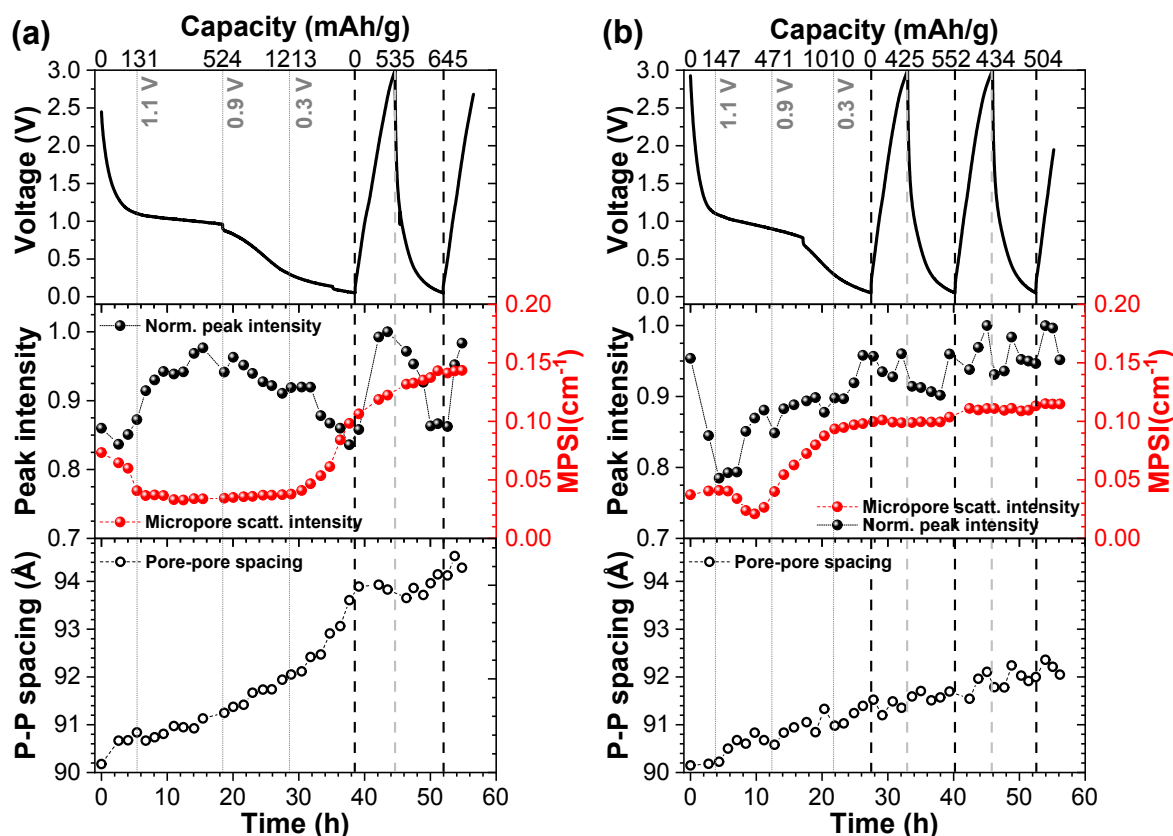 (a)
Capacity (mAh/g)
0 131 524 1213 0 535 645
3.0
2.5
2.0
1.5
1.0
0.5
0.0
Voltage (V)
1.1 V
0.9 V
0.3 V
1.0
0.9
0.8
0.7
Peak intensity
Norm. peak intensity
Micropore scatt. intensity
0.20
0.15
0.10
0.05
0.00
MPSI(cm-1)
94
93
92
91
90
P-P spacing (Å)
Pore-pore spacing
0 10 20 30 40 50 60
Time (h)
(b)
Capacity (mAh/g)
0 147 471 1010 0 425 552 434 504
3.0
2.5
2.0
1.5
1.0
0.5
0.0
Voltage (V)
1.1 V
0.9 V
0.3 V
1.0
0.9
0.8
0.7
Peak intensity
Micropore scatt. intensity
Norm. peak intensity
0.20
0.15
0.10
0.05
0.00
MPSI(cm-1)
94
93
92
91
90
P-P spacing (Å)
Pore-pore spacing
0 10 20 30 40 50 60
Time (h)